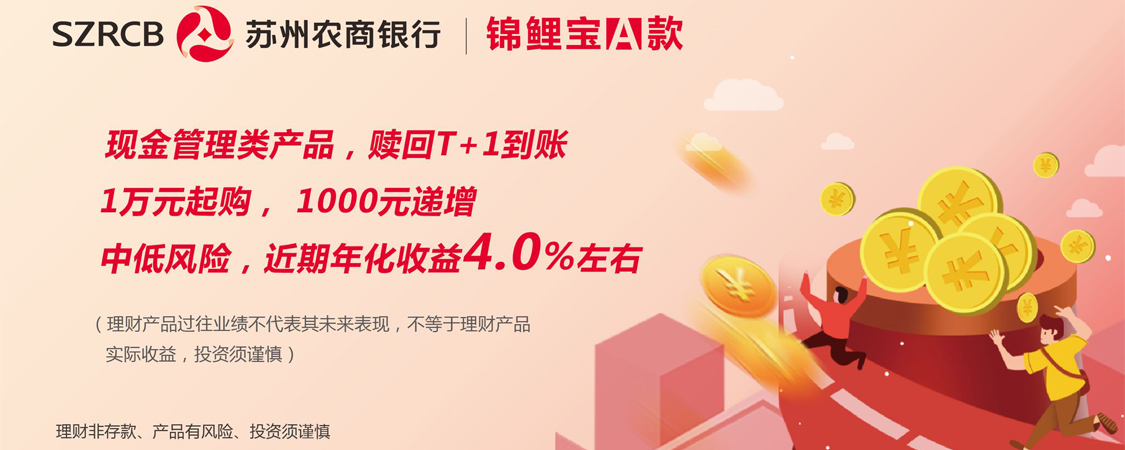 SZRCB 苏州农商银行 | 锦鲤宝A款
现金管理类产品，赎回T+1到账
1万元起购， 1000元递增
中低风险，近期年化收益4.0%左右
（理财产品过往业绩不代表其未来表现，不等于理财产品
实际收益，投资须谨慎）
理财非存款、产品有风险、投资须谨慎